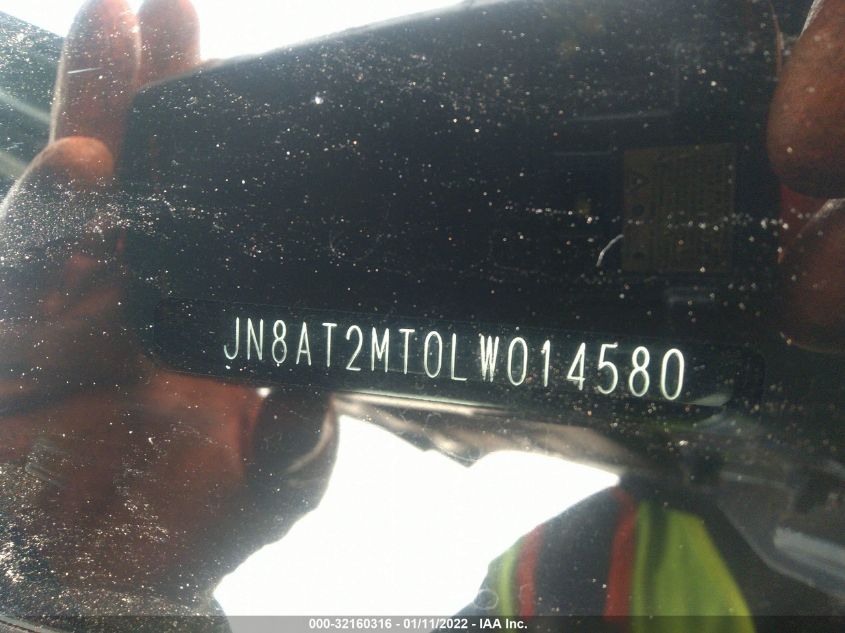 JN8AT2MT0LW014580
000-32160316 - 01/11/2022 - IAA Inc.